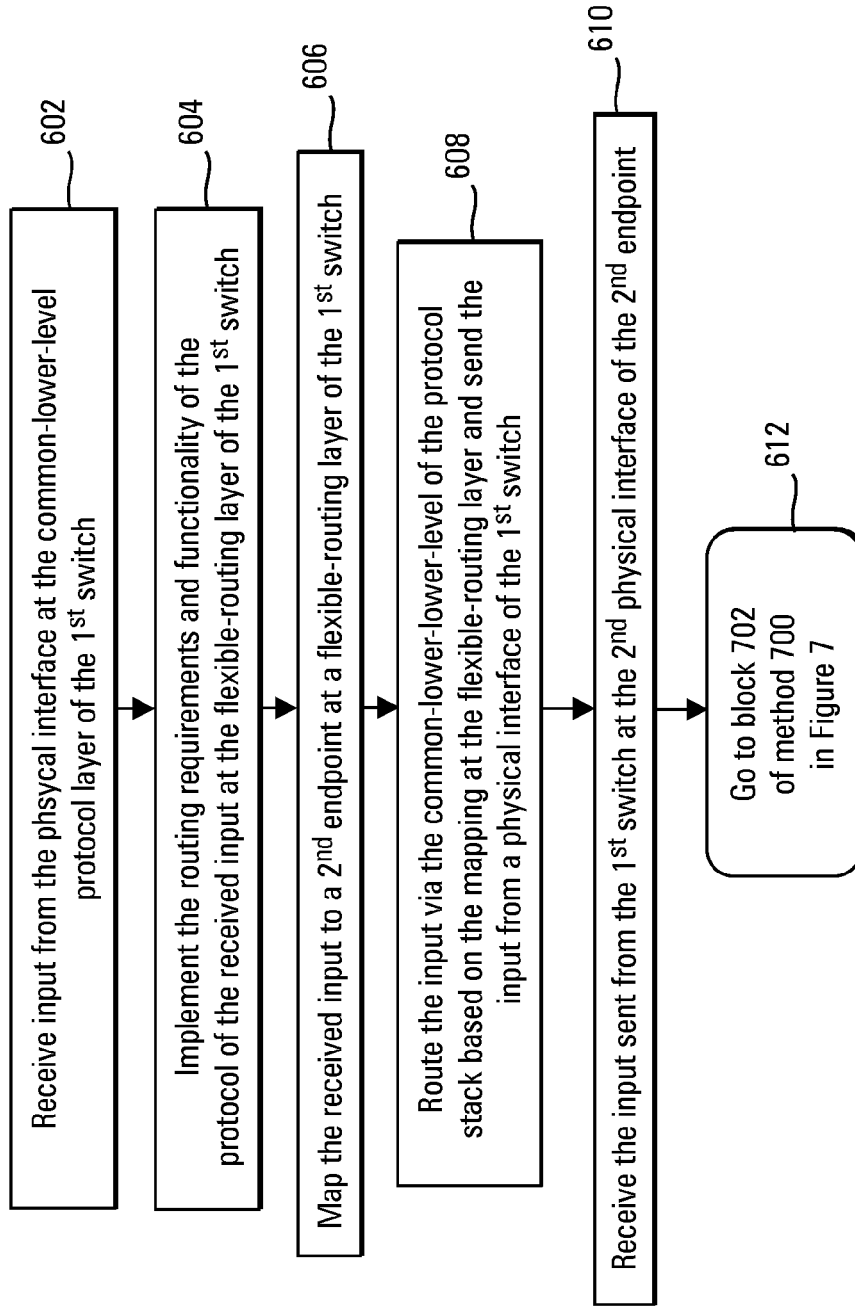 602
Receive input from the phsycal interface at the common-lower-level
protocol layer of the 1st switch
604
Implement the routing requirements and functionality of the
protocol of the received input at the flexible-routing layer of the 1st switch
606
Map the received input to a 2nd endpoint at a flexible-routing layer of the 1st switch
608
Route the input via the common-lower-level of the protocol
stack based on the mapping at the flexible-routing layer and send the
input from a physical interface of the 1st switch
610
Receive the input sent from the 1st switch at the 2nd physical interface of the 2nd endpoint
612
Go to block 702
of method 700
in Figure 7